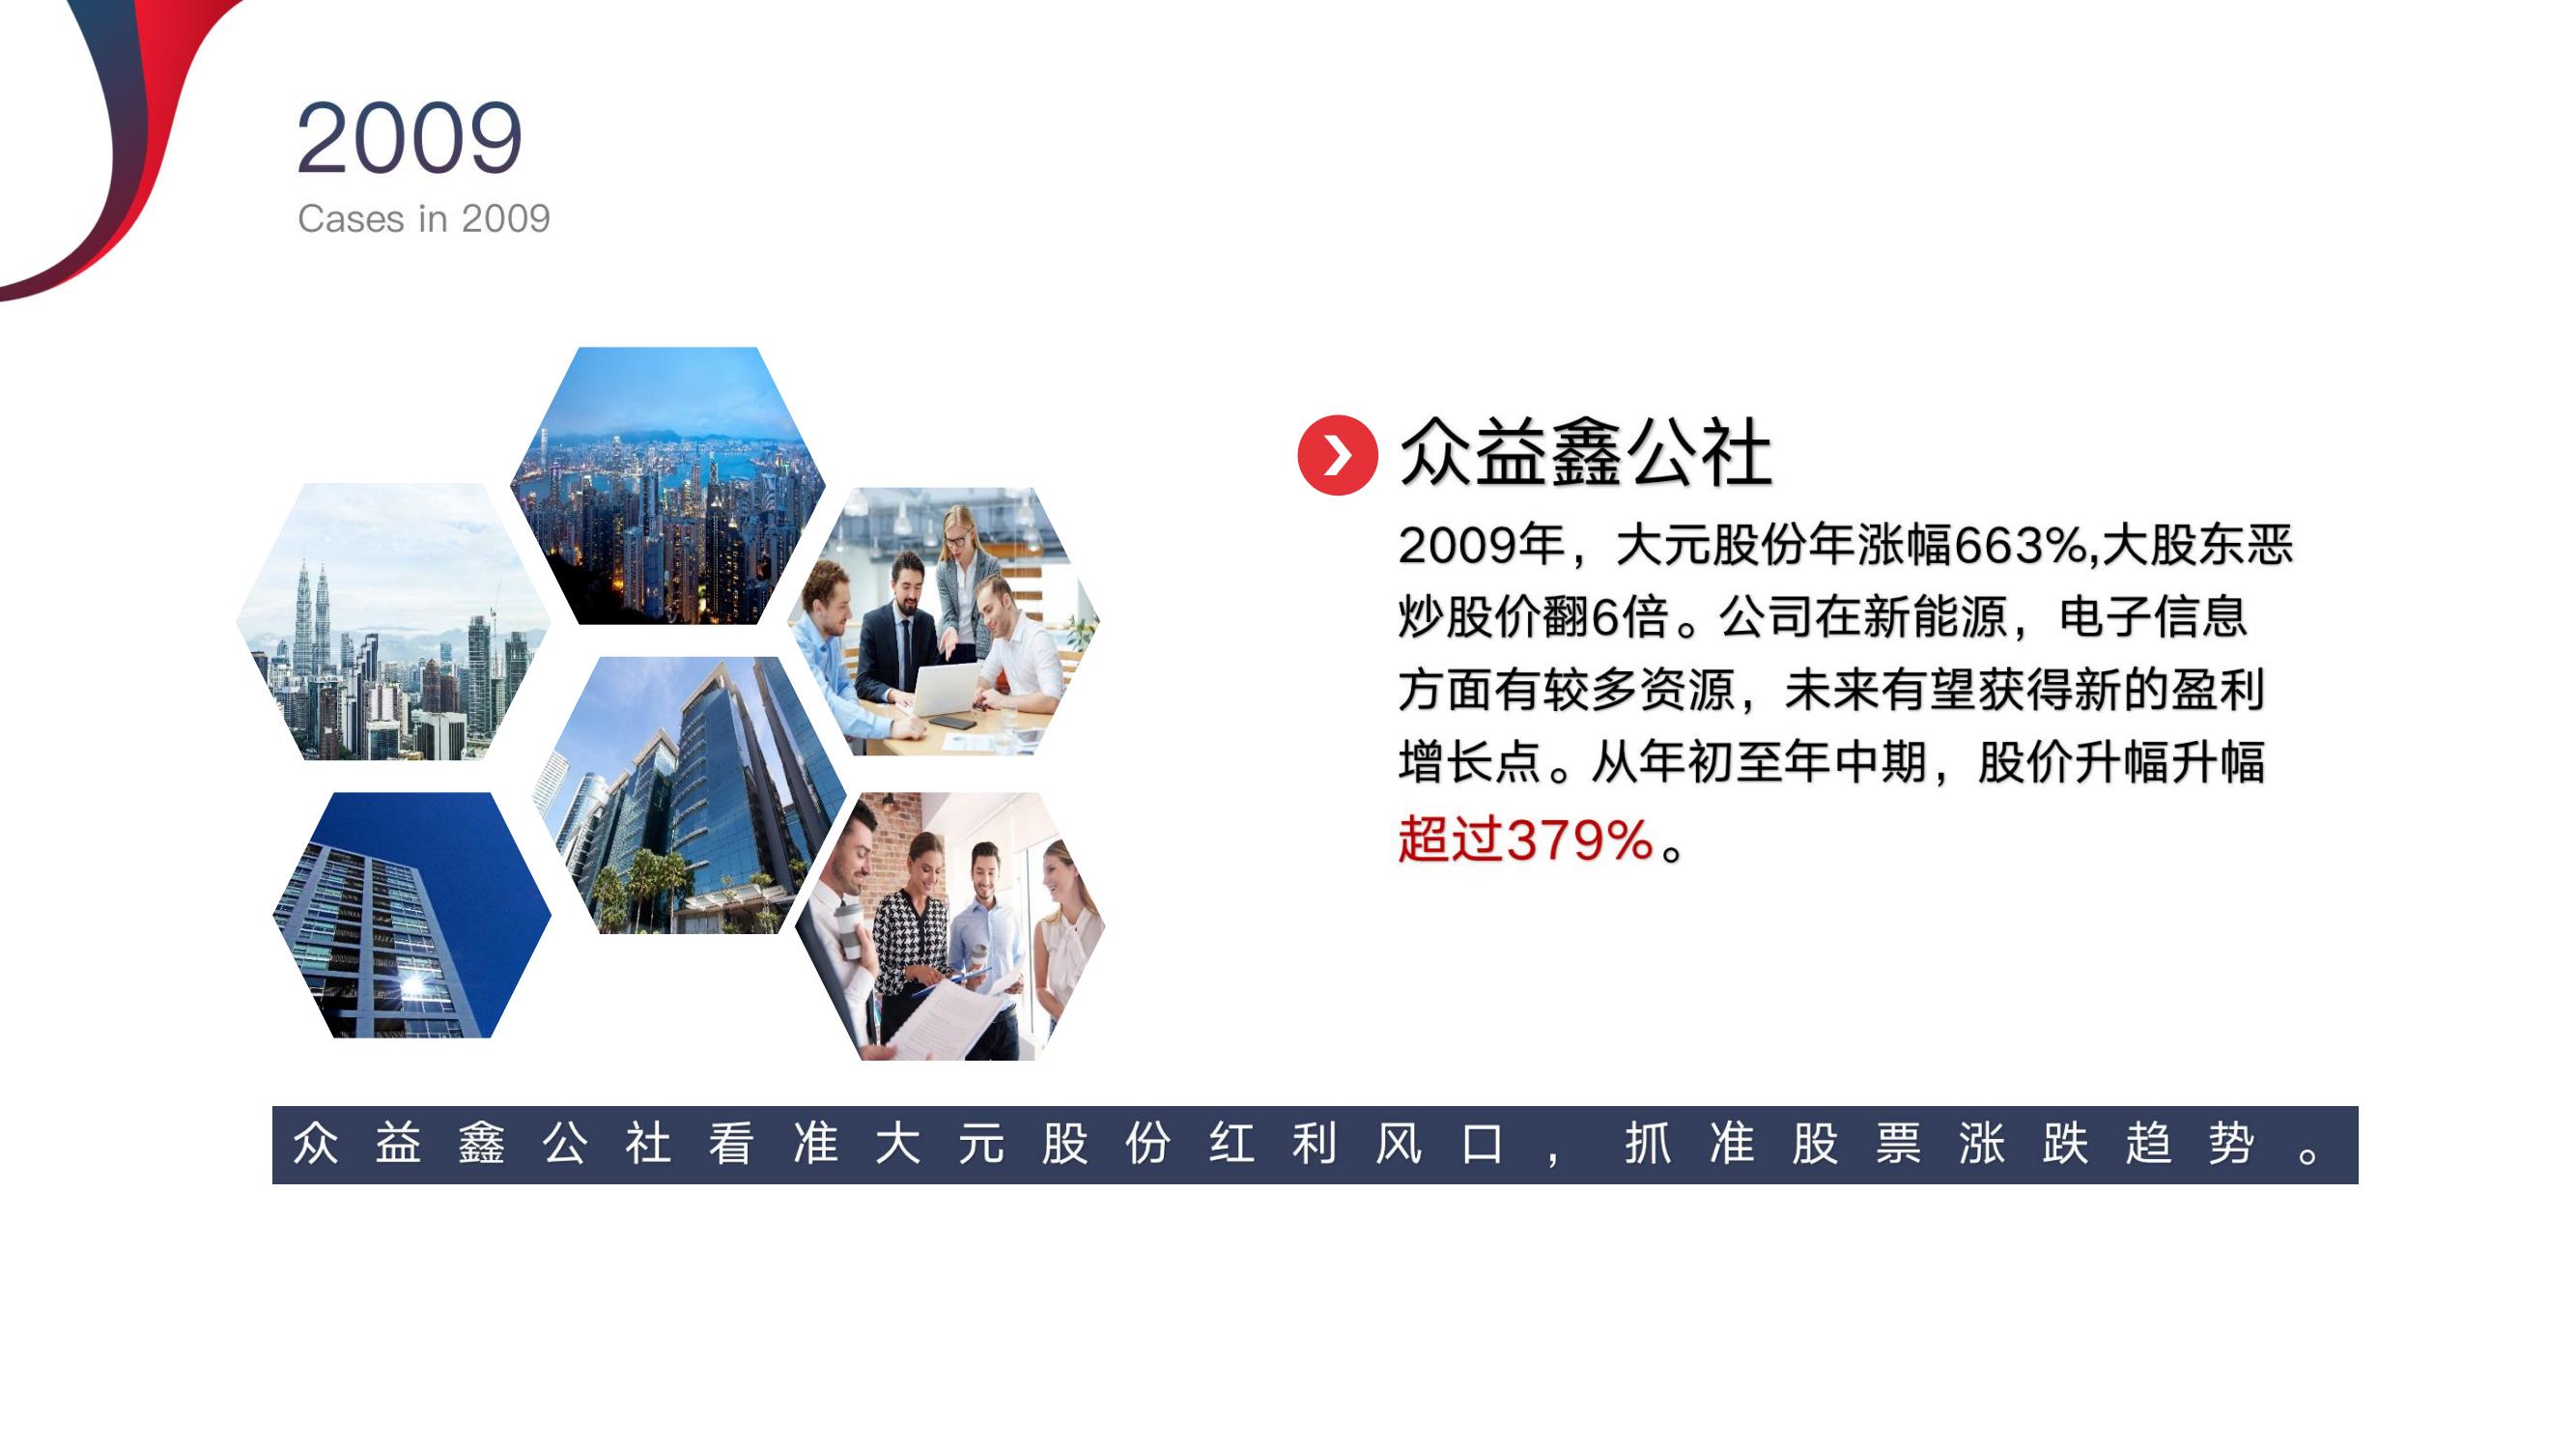 2009
Cases in 2009
众益鑫公社
2009年，大元股份年涨幅663%,大股东恶
炒股价翻6倍。公司在新能源，电子信息
方面有较多资源，未来有望获得新的盈利
增长点。从年初至年中期，股价升幅升幅
超过379%。
众益鑫公社看准大元股份红利风口，抓准股票涨跌趋势。